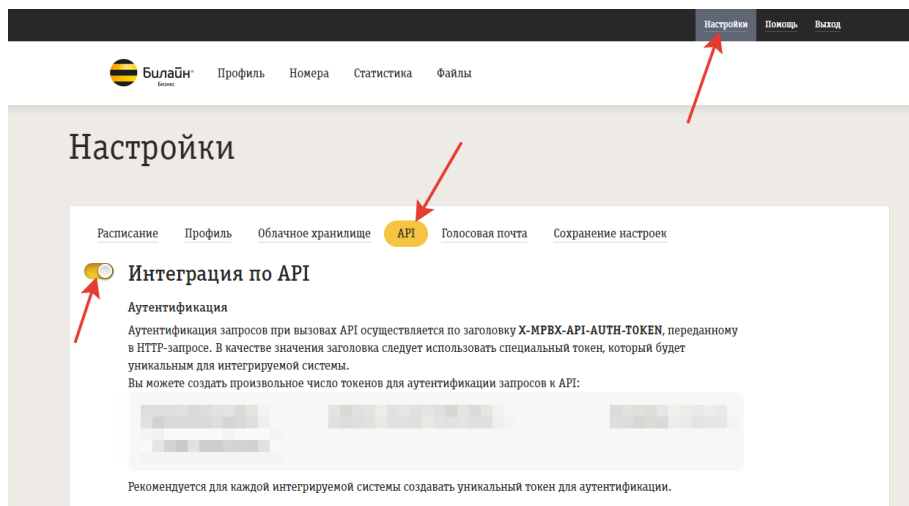 Настройки Помощь Выход
Билайн Профиль Номера Статистика Файлы
Бизнес
Настройки
Расписание Профиль Облачное хранилище API Голосовая почта Сохранение настроек
Интеграция по API
Аутентификация
Аутентификация запросов при вызовах API осуществляется по заголовку X-MPBX-API-AUTH-TOKEN, переданному
в HTTP-запросе. В качестве значения заголовка следует использовать специальный токен, который будет
уникальным для интегрируемой системы.
Вы можете создать произвольное число токенов для аутентификации запросов к API:
Рекомендуется для каждой интегрируемой системы создавать уникальный токен для аутентификации.